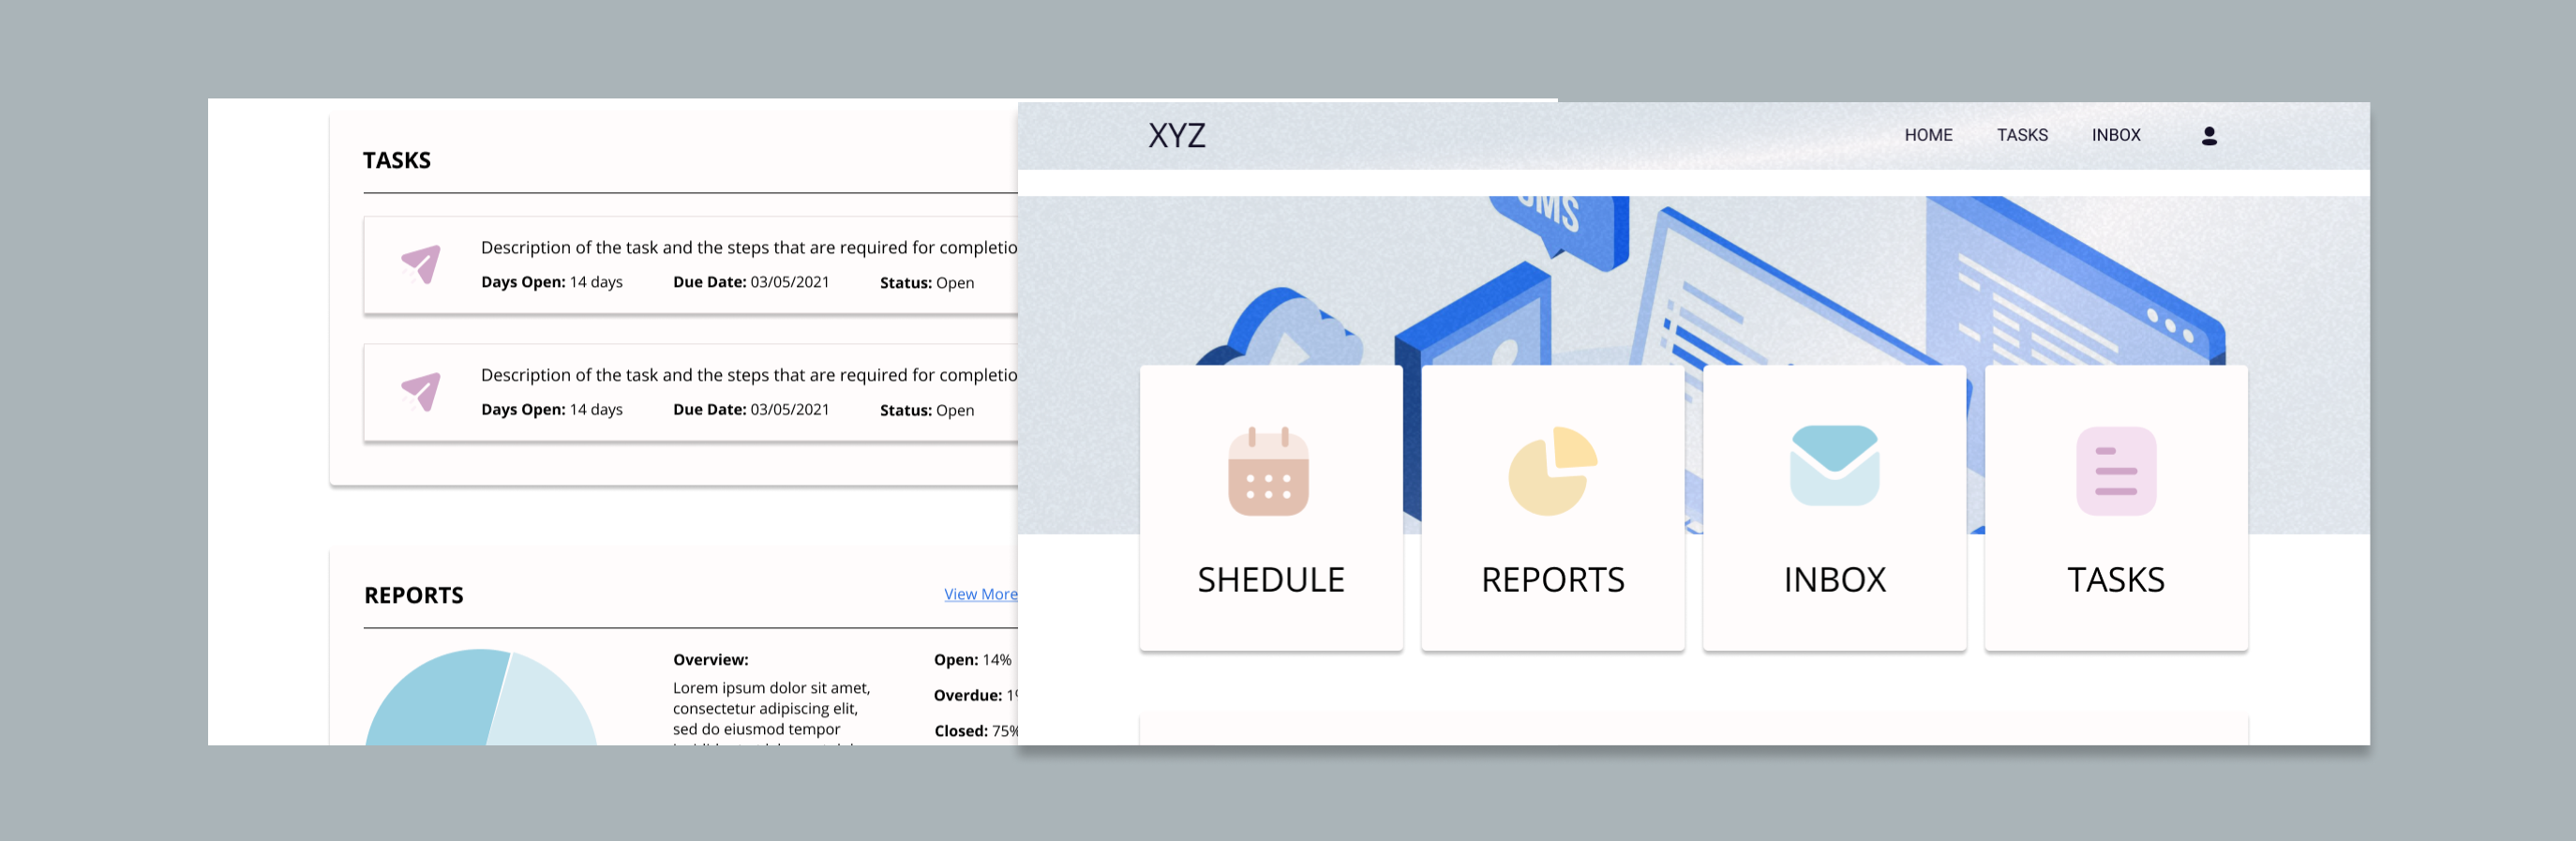 TASKS
Description of the task and the steps that are required for completio
Days Open: 14 days Due Date: 03/05/2021 Status: Open
Description of the task and the steps that are required for completio
Days Open: 14 days Due Date: 03/05/2021 Status: Open
REPORTS View More
Overview:
Lorem ipsum dolor sit amet,
consectetur adipiscing elit,
sed do eiusmod tempor
Open: 14%
Overdue: 1
Closed: 75%
XYZ HOME TASKS INBOX
SMS
SHEDULE REPORTS INBOX TASKS